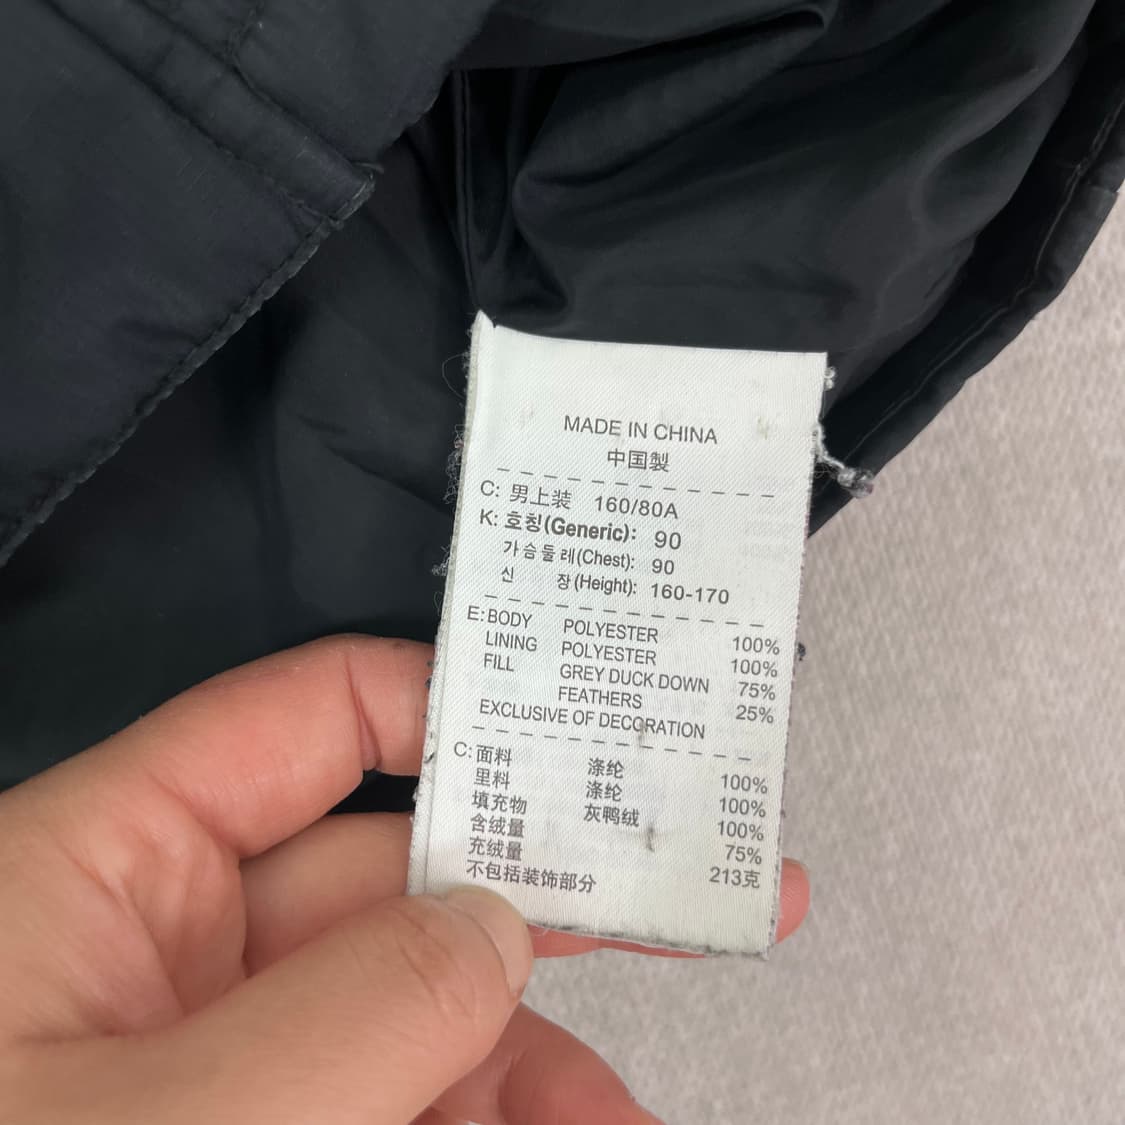 MADE IN CHINA
中国製
C: 男上装 160/80A
K: 호칭(Generic): 90
가슴둘레(Chest): 90
신 장(Height): 160-170
E: BODY POLYESTER 100%
LINING POLYESTER 100%
FILL GREY DUCK DOWN 75%
FEATHERS 25%
EXCLUSIVE OF DECORATION
C: 面料 涤纶 100%
里料 涤纶 100%
填充物 灰鸭绒 100%
含绒量 75%
充绒量 213克
不包括装饰部分